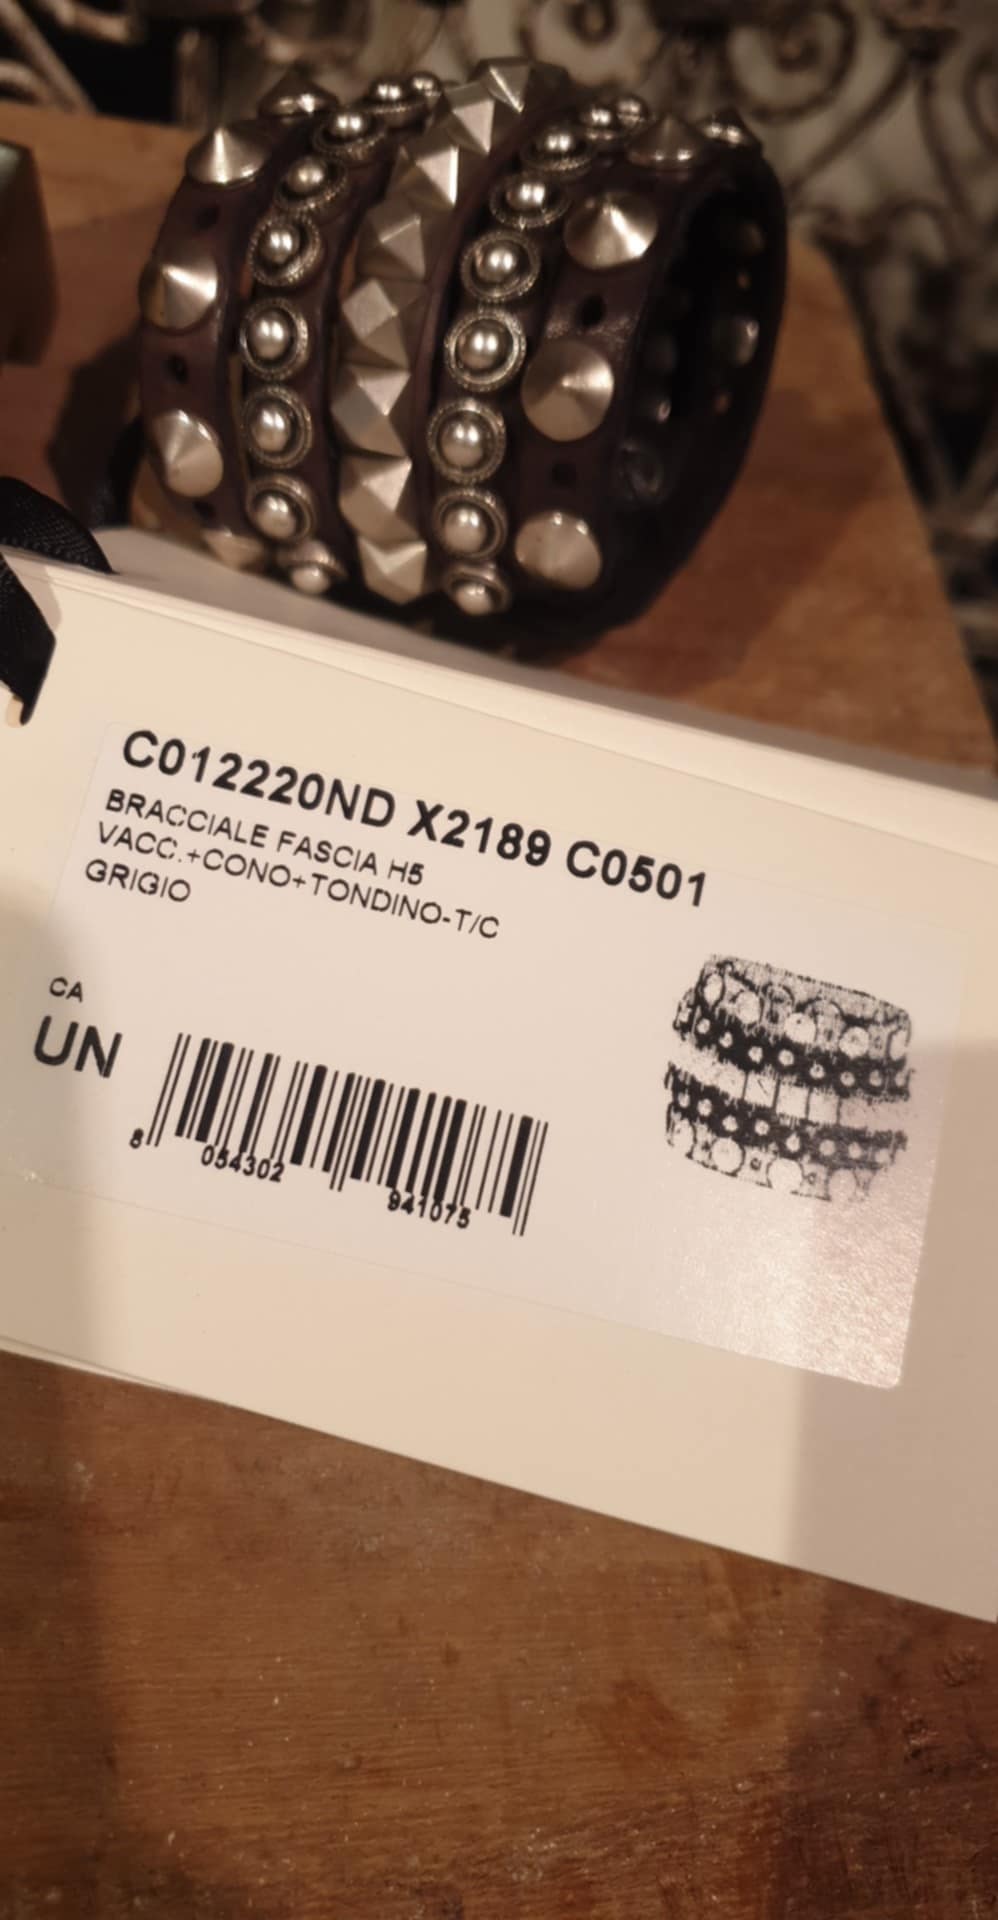 C012220ND X2189 C0501
BRACCIALE FASCIA H5
VACC.+CONO+TONDINO-T/C
GRIGIO
CA
UN
8 054302 941075